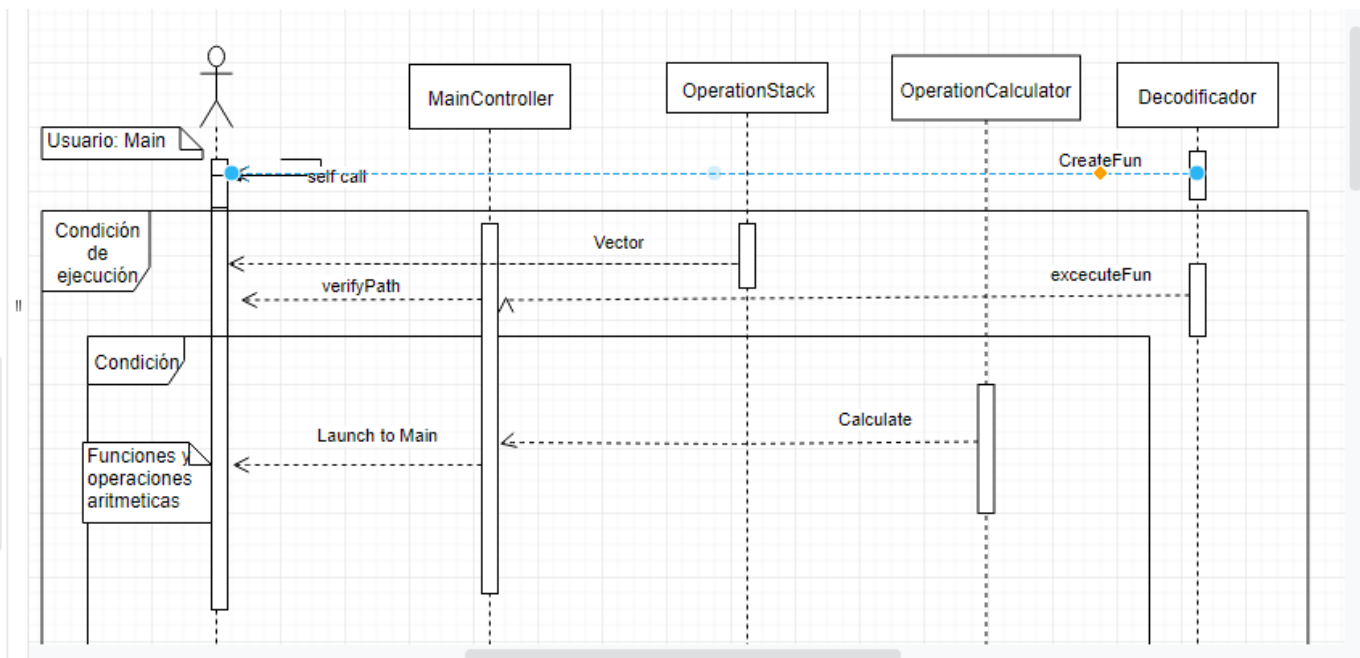 MainController
OperationStack
OperationCalculator
Decodificador
Usuario: Main
CreateFun
self call
Condición
de
ejecución
Vector
verifyPath
excecuteFun
Condición
Launch to Main
Calculate
Funciones y
operaciones
aritmeticas